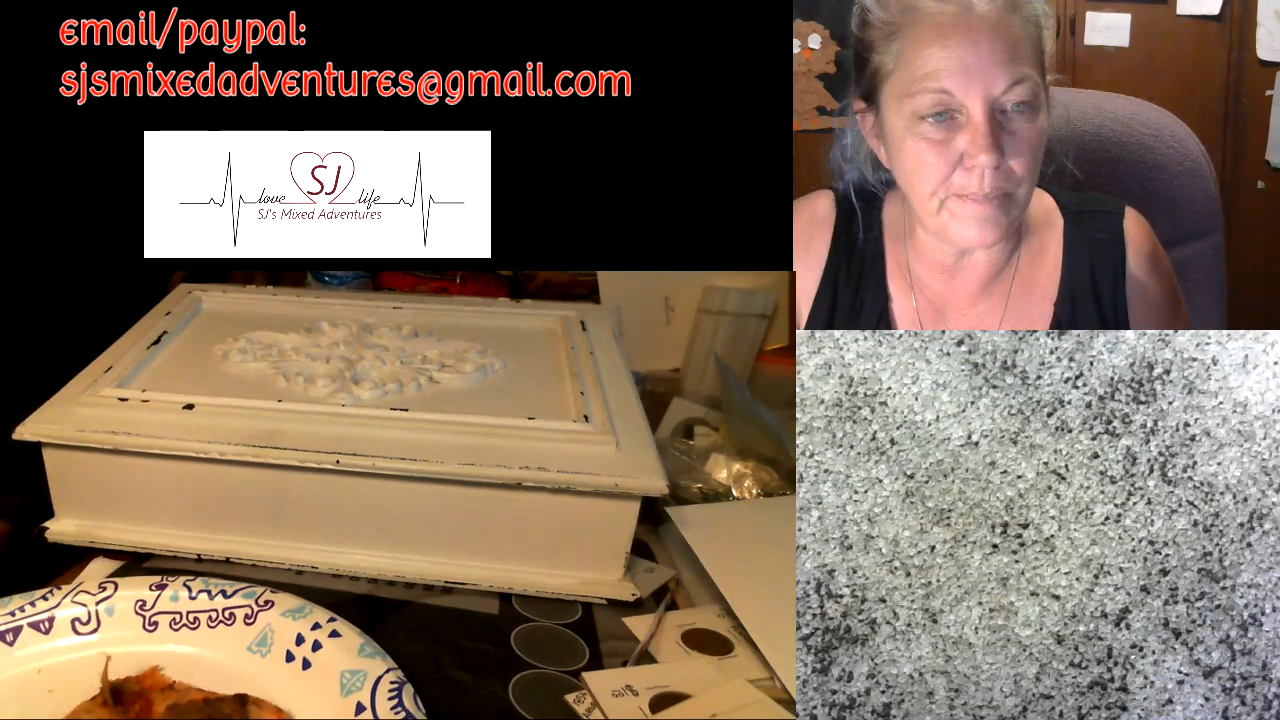 email/paypal:
sjsmixedadventures@gmail.com
SJ
love life
SJ's Mixed Adventures